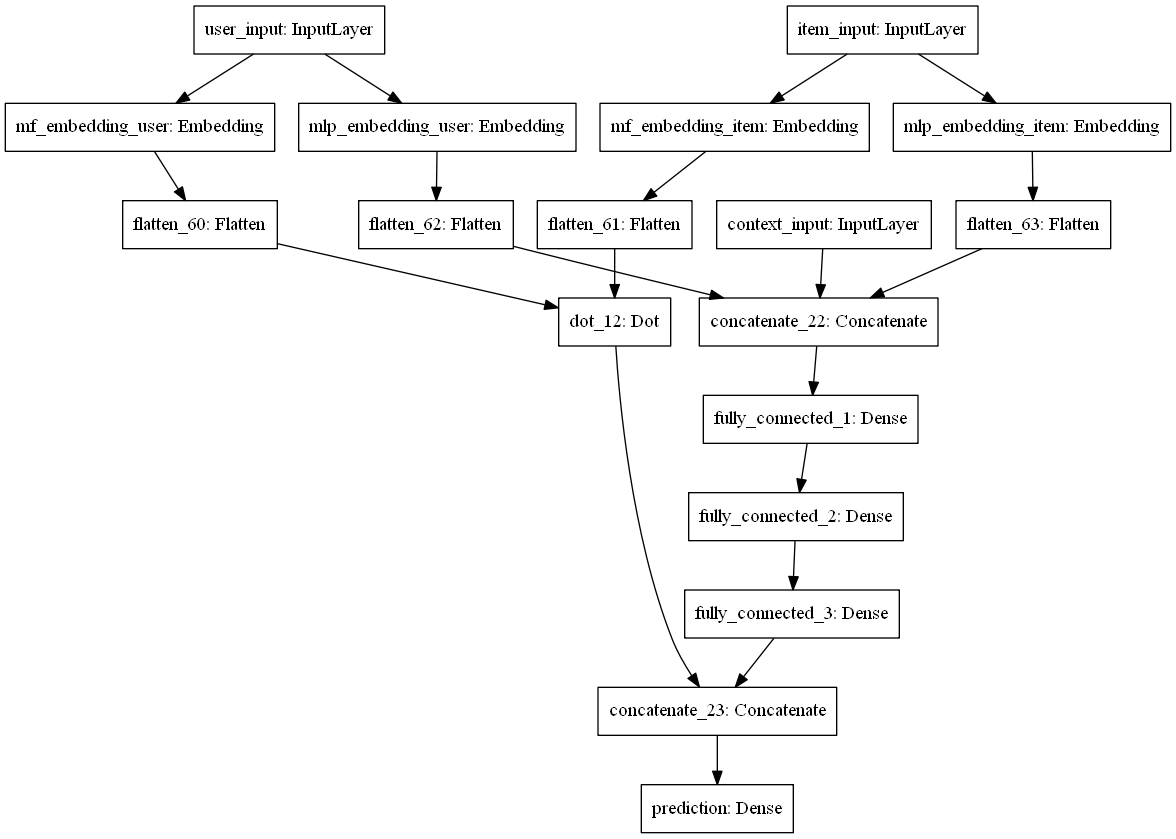 user_input: InputLayer
item_input: InputLayer
mf_embedding_user: Embedding
mlp_embedding_user: Embedding
mf_embedding_item: Embedding
mlp_embedding_item: Embedding
flatten_60: Flatten
flatten_62: Flatten
flatten_61: Flatten
context_input: InputLayer
flatten_63: Flatten
dot_12: Dot
concatenate_22: Concatenate
fully_connected_1: Dense
fully_connected_2: Dense
fully_connected_3: Dense
concatenate_23: Concatenate
prediction: Dense